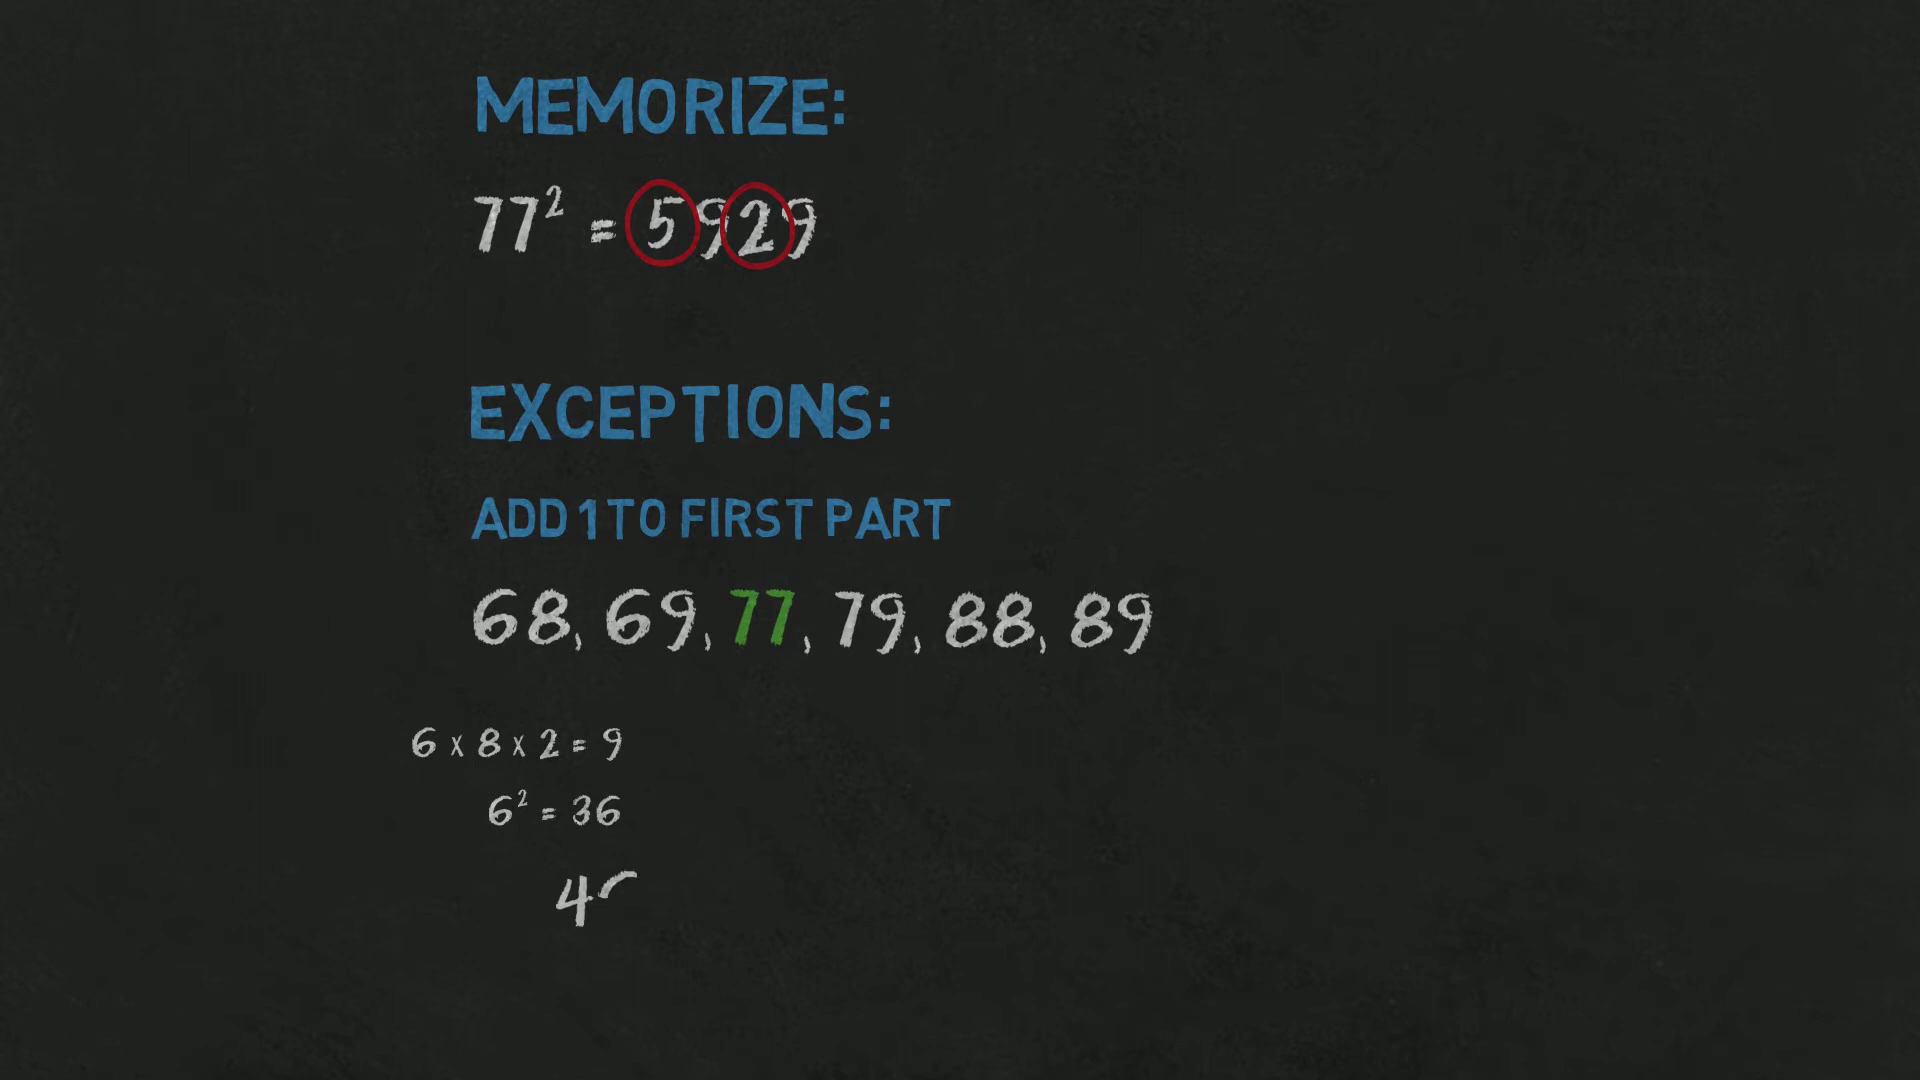 MEMORIZE:
77² = 5929
EXCEPTIONS:
ADD 1 TO FIRST PART
68, 69, 77, 79, 88, 89
6 x 8 x 2 = 9
6² = 36
4